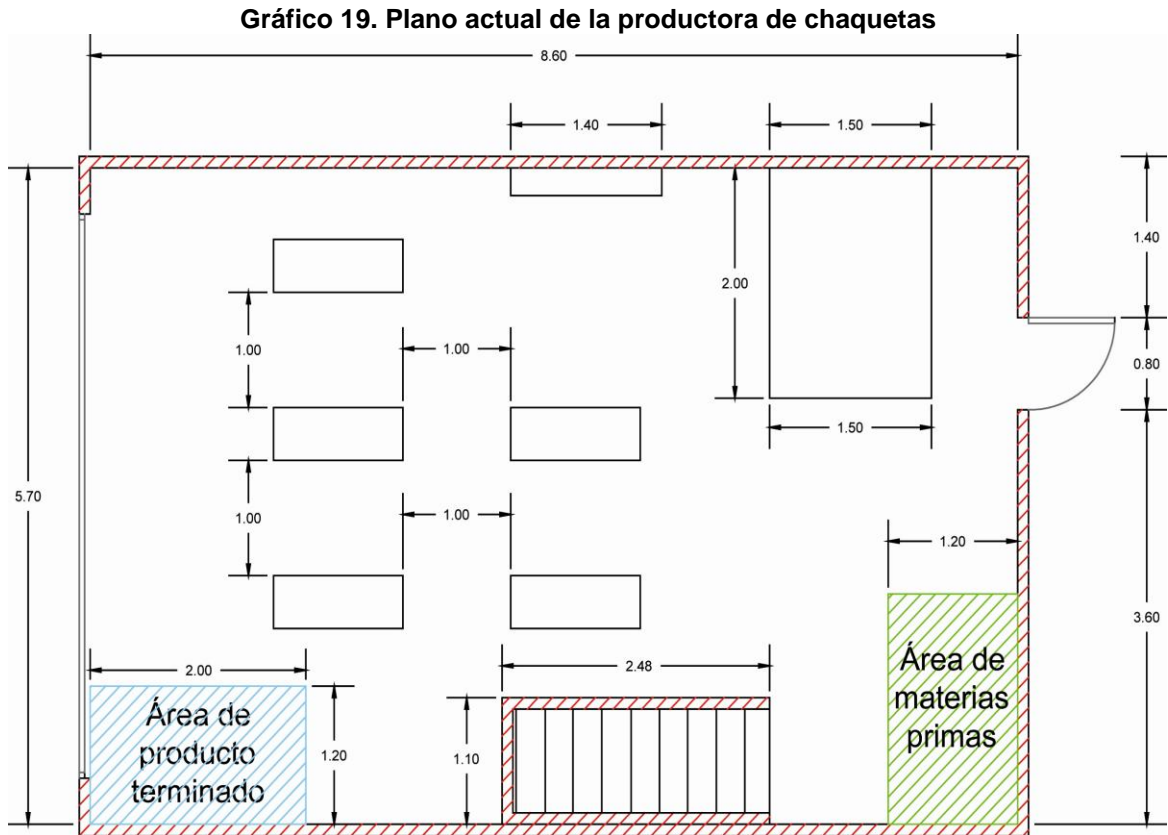 Gráfico 19. Plano actual de la productora de chaquetas
8.60
1.40
1.50
1.40
2.00
1.00
1.00
0.80
1.50
5.70
1.00
1.00
1.20
3.60
2.00
2.48
Área de
materias
primas
Área de
producto
terminado
1.20
1.10